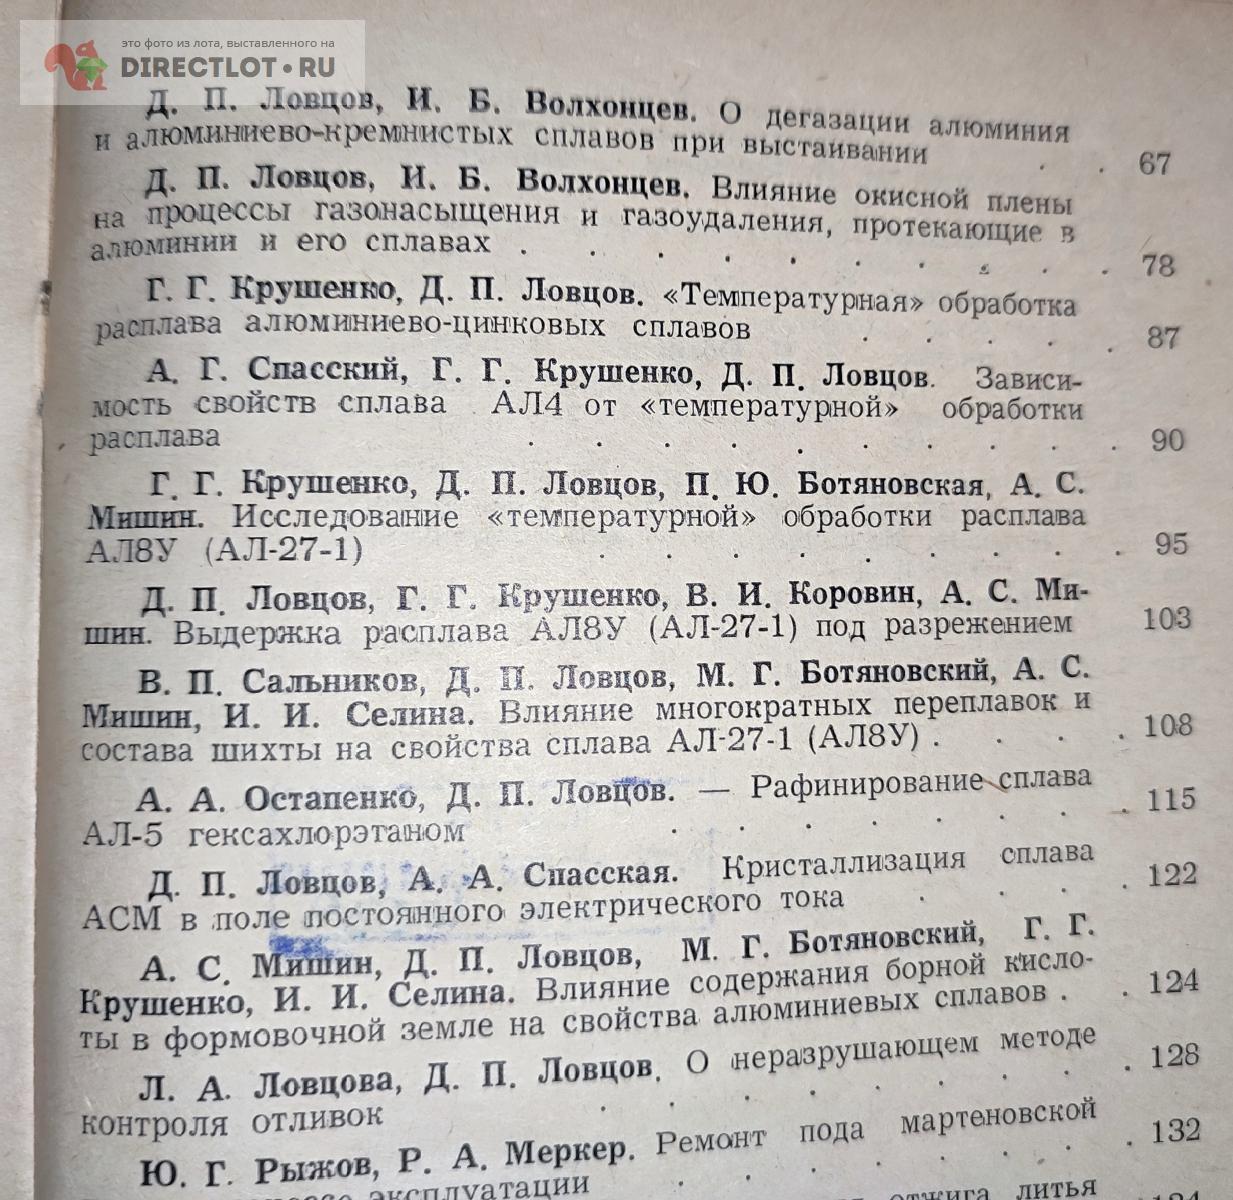 это фото из лота, выставленного на
DIRECTLOT.RU
Д. П. Ловцов, И. Б. Волхонцев. О дегазации алюминия
и алюминиево-кремнистых сплавов при выстаивании . . 67
Д. П. Ловцов, И. Б. Волхонцев. Влияние окисной плены
на процессы газонасыщения и газоудаления, протекающие в
алюминии и его сплавах . . . . . . . . . . 78
Г. Г. Крушенко, Д. П. Ловцов. «Температурная» обработка
расплава алюминиево-цинковых сплавов . . . . . 87
А. Г. Спасский, Г. Г. Крушенко, Д. П. Ловцов. Зависи-
мость свойств сплава АЛ4 от «температурной» обработки
расплава . . . . . . . . . . 90
Г. Г. Крушенко, Д. П. Ловцов, П. Ю. Ботяновская, А. С.
Мишин. Исследование «температурной» обработки расплава
АЛ8У (АЛ-27-1) . . . . . . . . . 95
Д. П. Ловцов, Г. Г. Крушенко, В. И. Коровин, А. С. Ми-
шин. Выдержка расплава АЛ8У (АЛ-27-1) под разрежением 103
В. П. Сальников, Д. П. Ловцов, М. Г. Ботяновский, А. С.
Мишин, И. И. Селина. Влияние многократных переплавок и
состава шихты на свойства сплава АЛ-27-1 (АЛ8У) . . . . 108
А. А. Остапенко, Д. П. Ловцов. — Рафинирование сплава
АЛ-5 гексахлорэтаном . . . . . . . . 115
Д. П. Ловцов, А. А. Спасская. Кристаллизация сплава
АСМ в поле постоянного электрического тока . . . . 122
А. С. Мишин, Д. П. Ловцов, М. Г. Ботяновский, Г. Г.
Крушенко, И. И. Селина. Влияние содержания борной кисло-
ты в формовочной земле на свойства алюминиевых сплавов . . 124
Л. А. Ловцова, Д. П. Ловцов. О неразрушающем методе
контроля отливок . . . . . . . . . 128
Ю. Г. Рыжов, Р. А. Меркер. Ремонт пода мартеновской
эксплуатации . . . . . . . 132
отжига литья